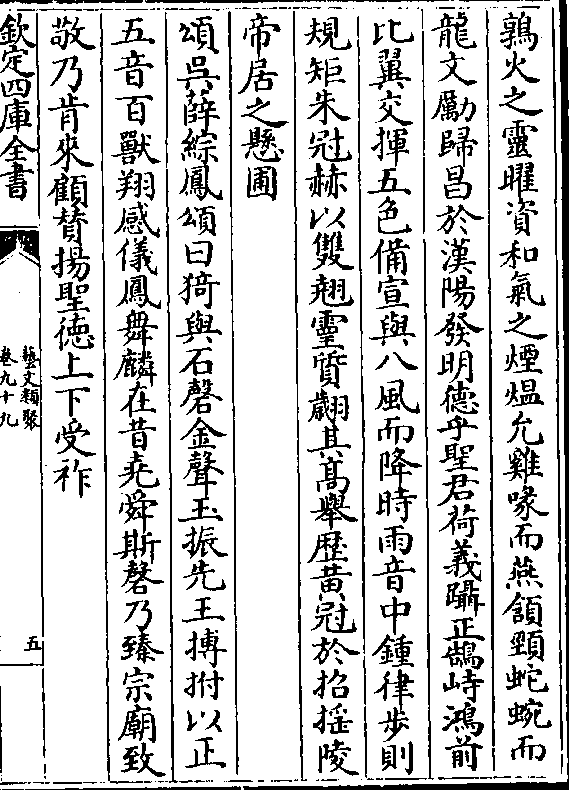 鶉火之靈曜資和氣之煙熅允雞喙而燕頷頸蛇蜿而
龍文勵歸昌於漢陽發明德乎聖君荷義躡正鵠峙鴻前
比翼交揮五色備宣與八風而降時雨音中鍾律步則
規矩朱冠赫以雙翹靈質翽其高舉歴黄冠於招摇陵
帝居之懸圃
頌吳薛綜鳳頌曰猗與石磬金聲玉振先王搏拊以正
五音百獸翔感儀鳳舞麟在昔堯舜斯磬乃臻宗廟致
敬乃肯來顧賛揚聖德上下受祚
欽定四庫全書
藝文類聚
卷九十九
五